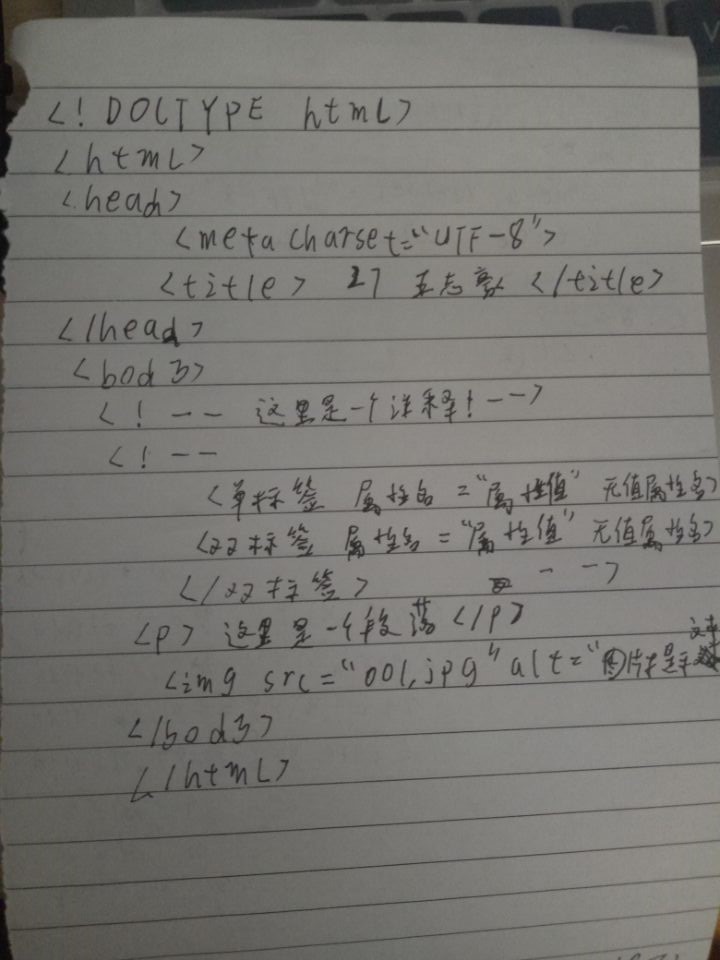 <!DOCTYPE html>
<html>
<head>
<meta charset="UTF-8">
<title> 27 王志豪 </title>
</head>
<body>
<!-- 这里是一个注释! -->
<!--
<单标签 属性名="属性值" 无值属性名>
<双标签 属性名="属性值" 无值属性名>
</双标签> -->
<p> 这里是一个段落 </p>
<img src="001.jpg" alt="图片提示文本
</body>
</html>